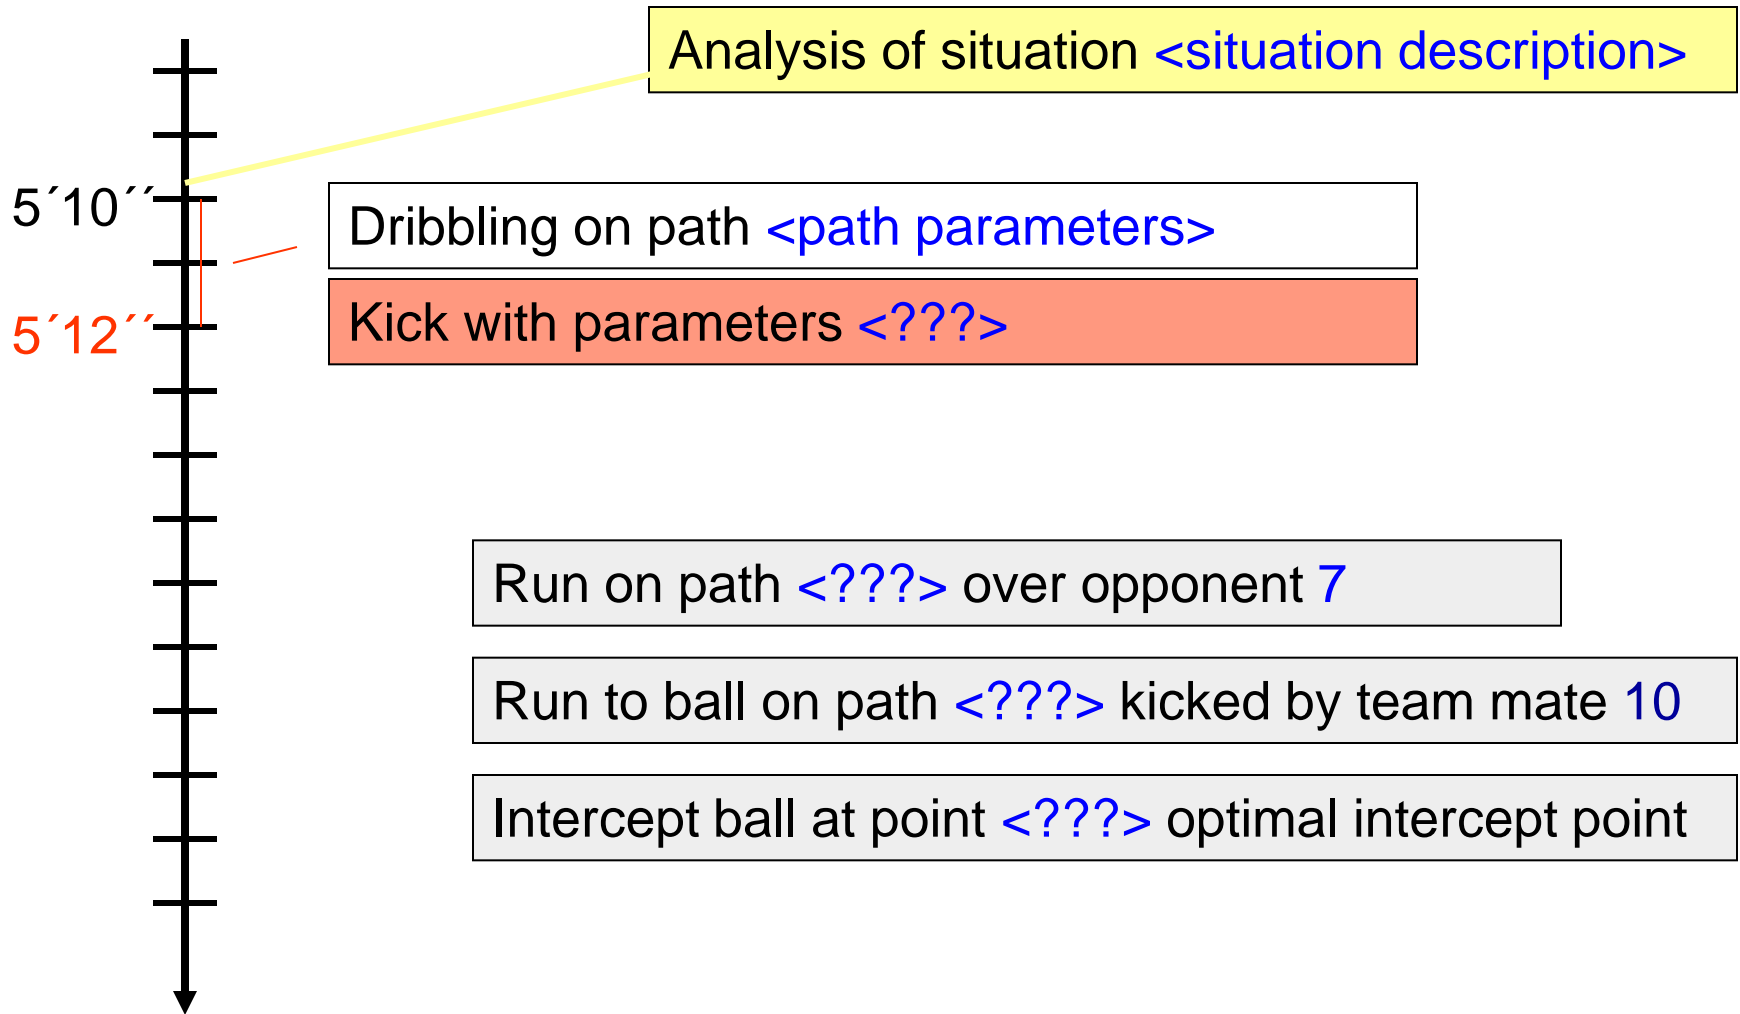 Analysis of situation <situation description>
5´10´´
Dribbling on path <path parameters>
Kick with parameters <???>
5´12´´
Run on path <???> over opponent 7
Run to ball on path <???> kicked by team mate 10
Intercept ball at point <???> optimal intercept point